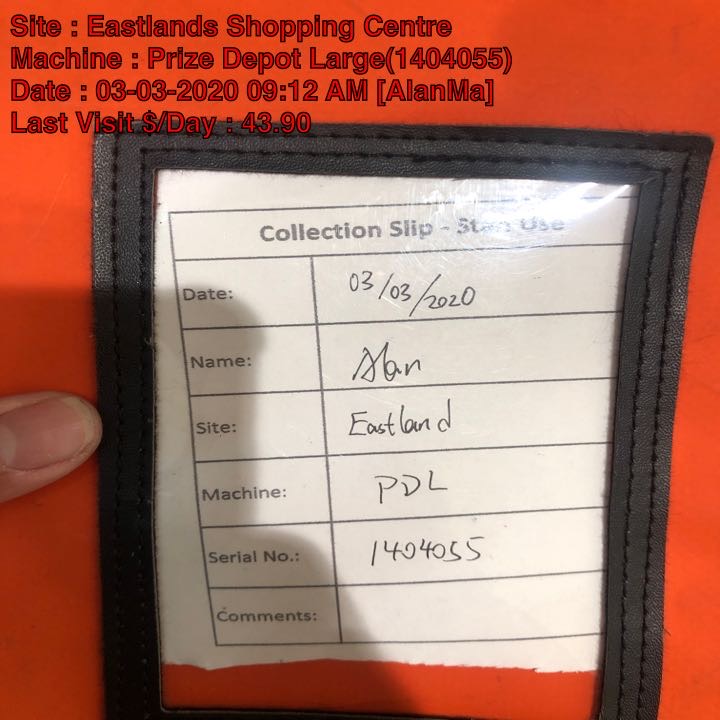 Site : Eastlands Shopping Centre
Machine : Prize Depot Large(1404055)
Date : 03-03-2020 09:12 AM [AlanMa]
Last Visit $/Day : 43.90
Collection Slip - Staff Use
Date: 03/03/2020
Name: Alan
Site: Eastland
Machine: PDL
Serial No.: 1404055
Comments: